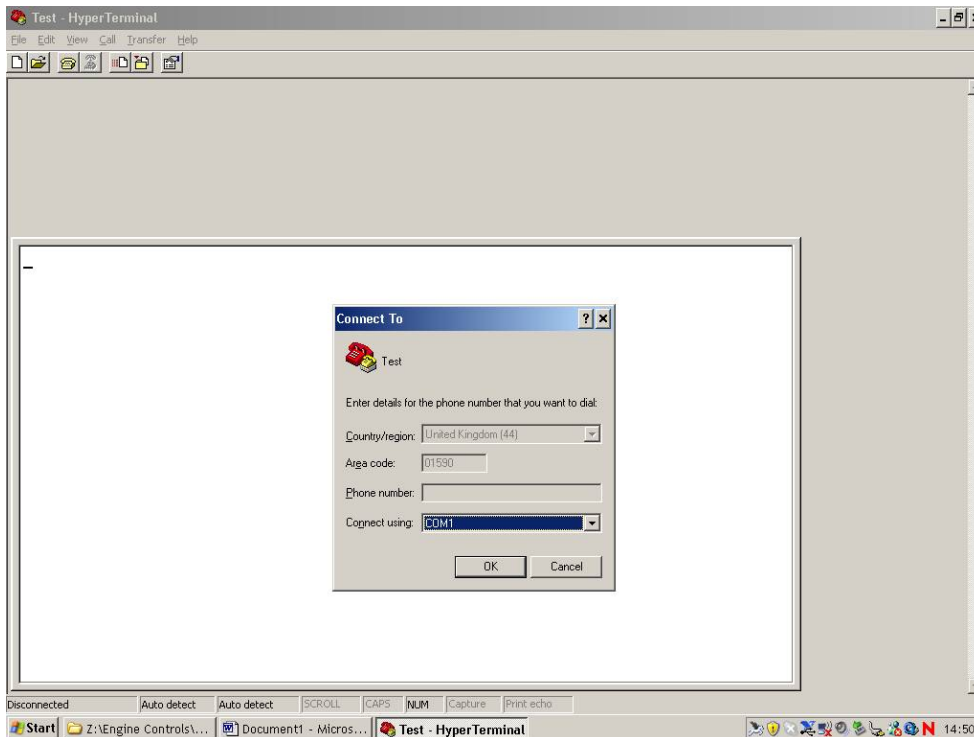 Test - HyperTerminal
File Edit View Call Transfer Help
Connect To
Test
Enter details for the phone number that you want to dial:
Country/region: United Kingdom (44)
Area code: 01590
Phone number:
Connect using: COM1
OK Cancel
Disconnected Auto detect Auto detect SCROLL CAPS NUM Capture Print echo
Start Z:\Engine Controls\... Document1 - Micros... Test - HyperTerminal N 14:50